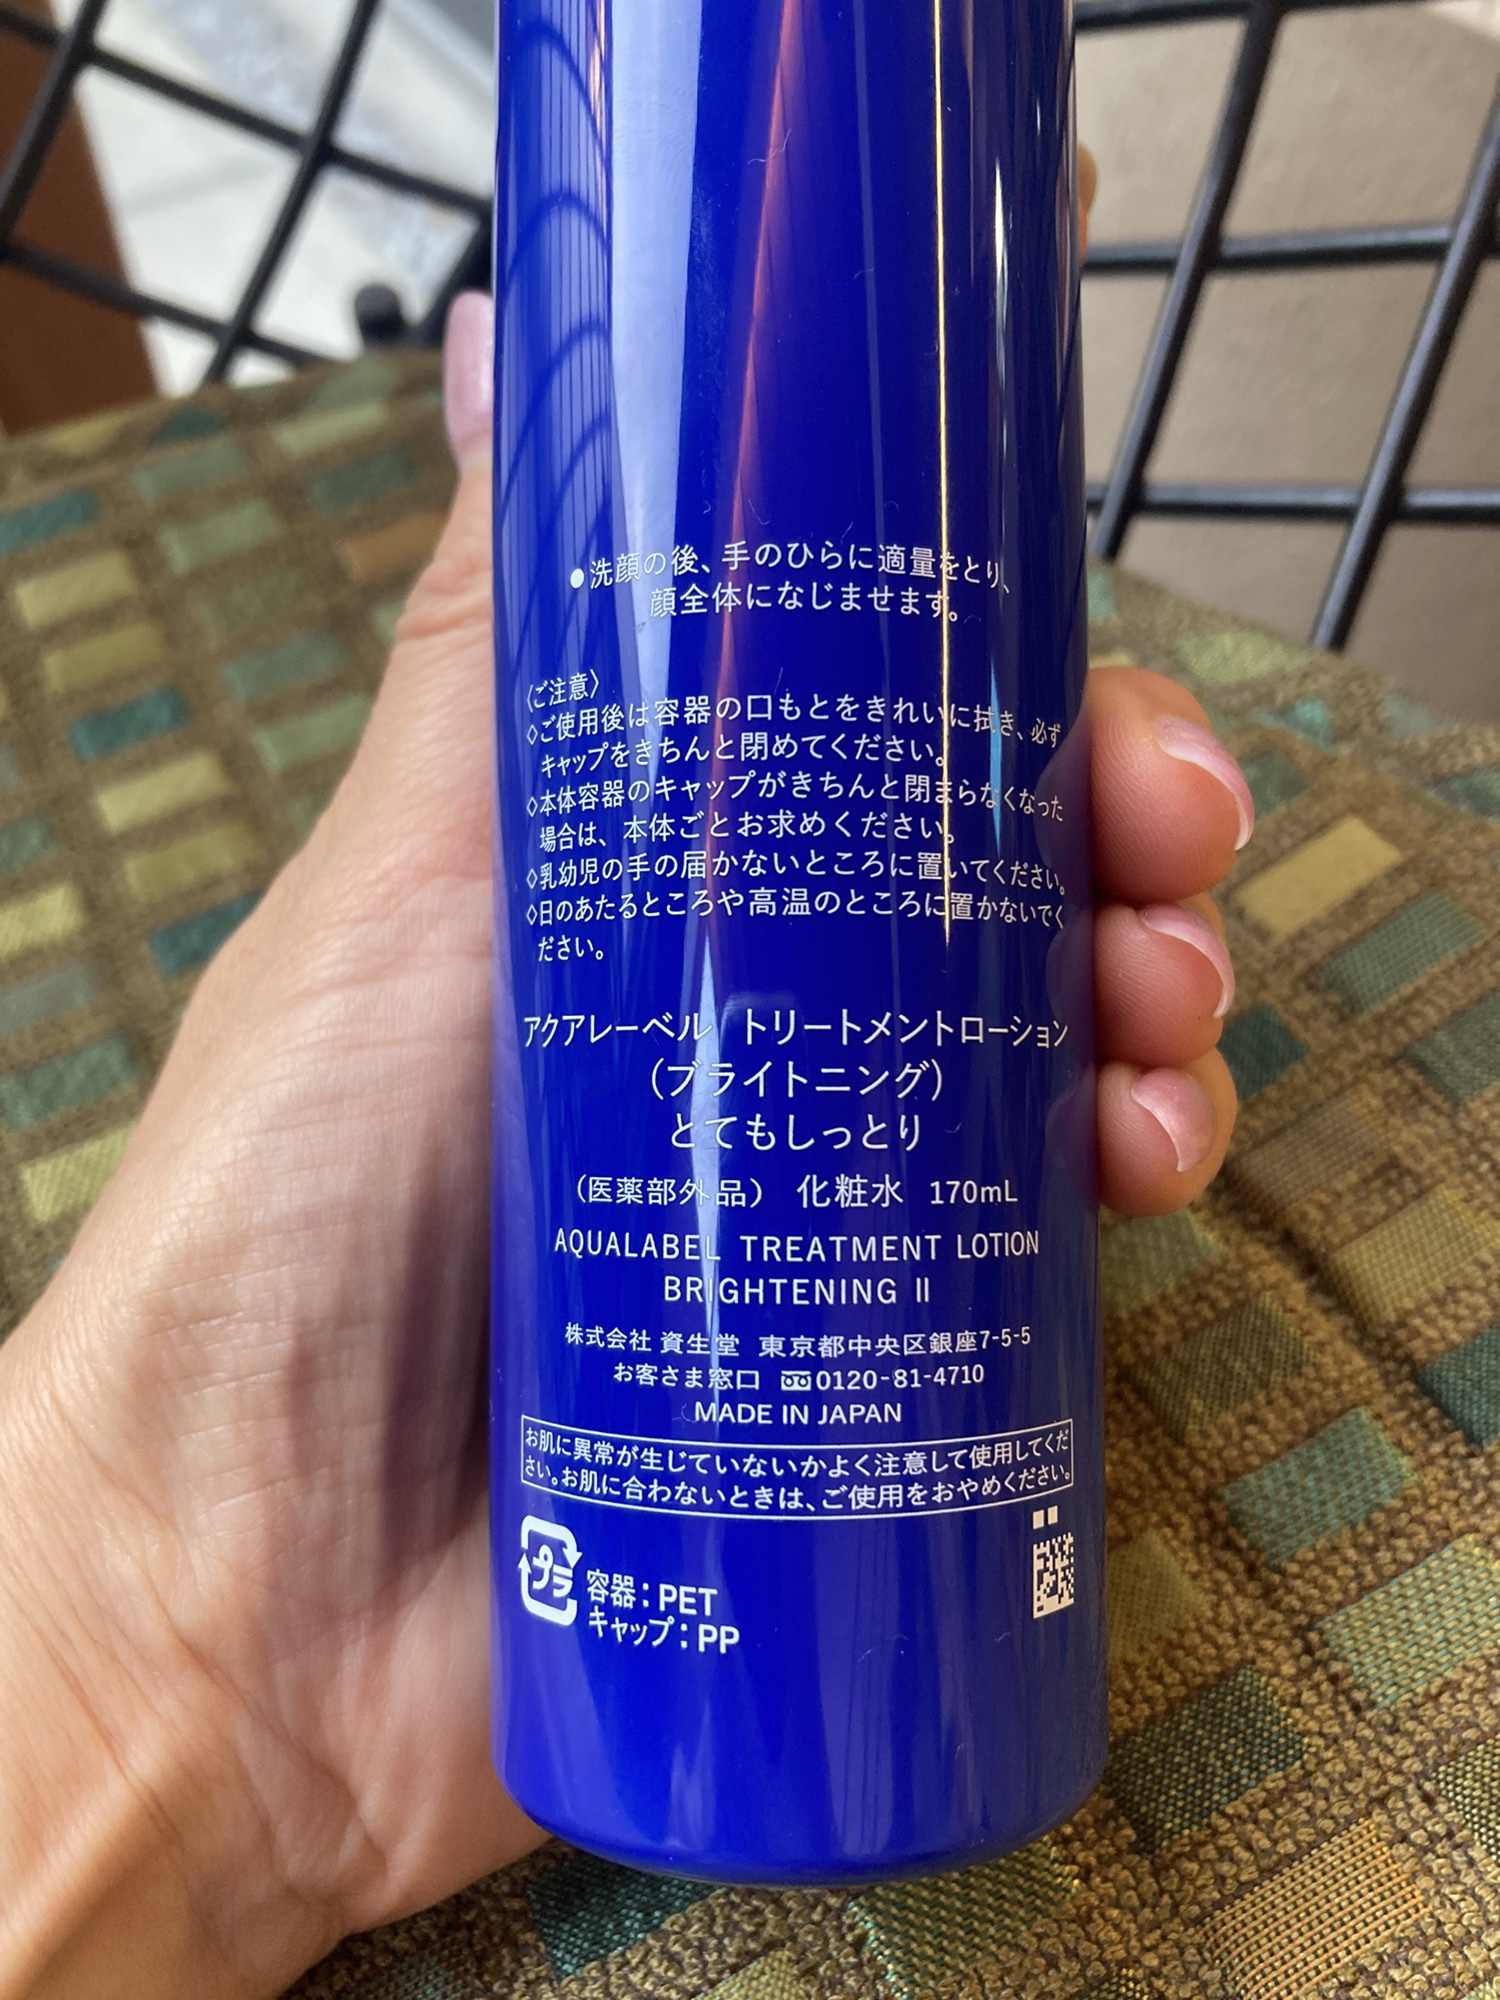 ●洗顔の後、手のひらに適量をとり、
顔全体になじませます。
〈ご注意〉
◇ご使用後は容器の口もとをきれいに拭き、必ず
キャップをきちんと閉めてください。
◇本体容器のキャップがきちんと閉まらなくなった
場合は、本体ごとお求めください。
◇乳幼児の手の届かないところに置いてください。
◇日のあたるところや高温のところに置かないでく
ださい。
アクアレーベル トリートメントローション
（ブライトニング）
とてもしっとり
（医薬部外品） 化粧水 170mL
AQUALABEL TREATMENT LOTION
BRIGHTENING II
株式会社 資生堂 東京都中央区銀座7-5-5
お客さま窓口 0120-81-4710
MADE IN JAPAN
お肌に異常が生じていないかよく注意して使用してくだ
さい。お肌に合わないときは、ご使用をおやめください。
プラ
容器：PET
キャップ：PP